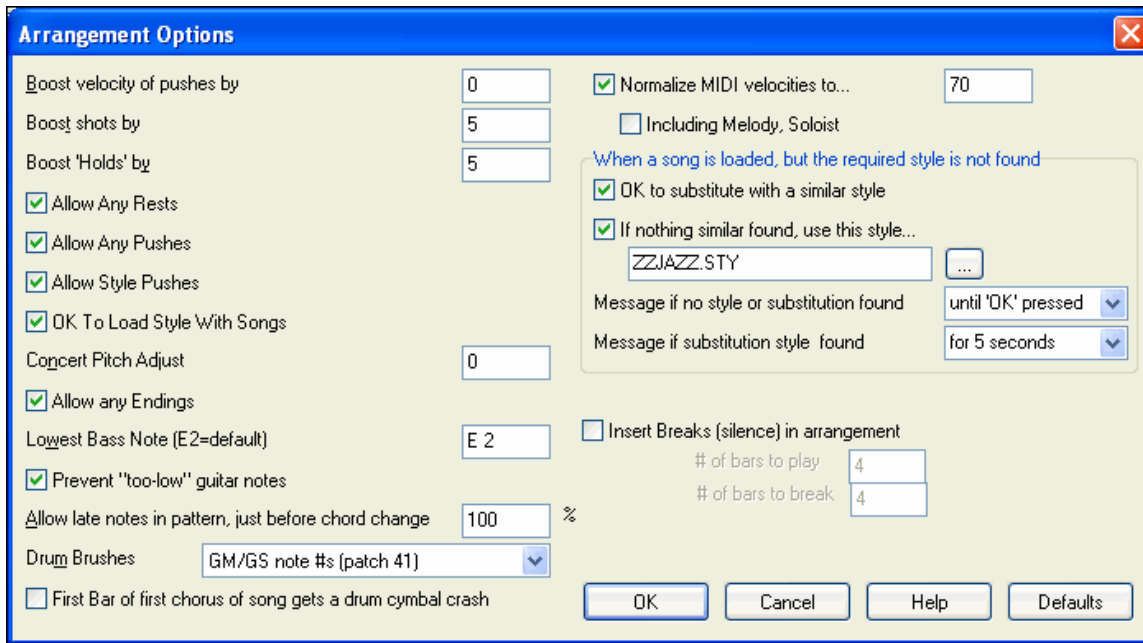 Arrangement Options
Boost velocity of pushes by 0
Boost shots by 5
Boost 'Holds' by 5
Allow Any Rests
Allow Any Pushes
Allow Style Pushes
OK To Load Style With Songs
Concert Pitch Adjust 0
Allow any Endings
Lowest Bass Note (E2=default) E 2
Prevent "too-low" guitar notes
Allow late notes in pattern, just before chord change 100 %
Drum Brushes GM/GS note #s (patch 41)
First Bar of first chorus of song gets a drum cymbal crash
Normalize MIDI velocities to... 70
Including Melody, Soloist
When a song is loaded, but the required style is not found
OK to substitute with a similar style
If nothing similar found, use this style...
ZZJAZZ.STY ...
Message if no style or substitution found until 'OK' pressed
Message if substitution style found for 5 seconds
Insert Breaks (silence) in arrangement
# of bars to play 4
# of bars to break 4
OK Cancel Help Defaults